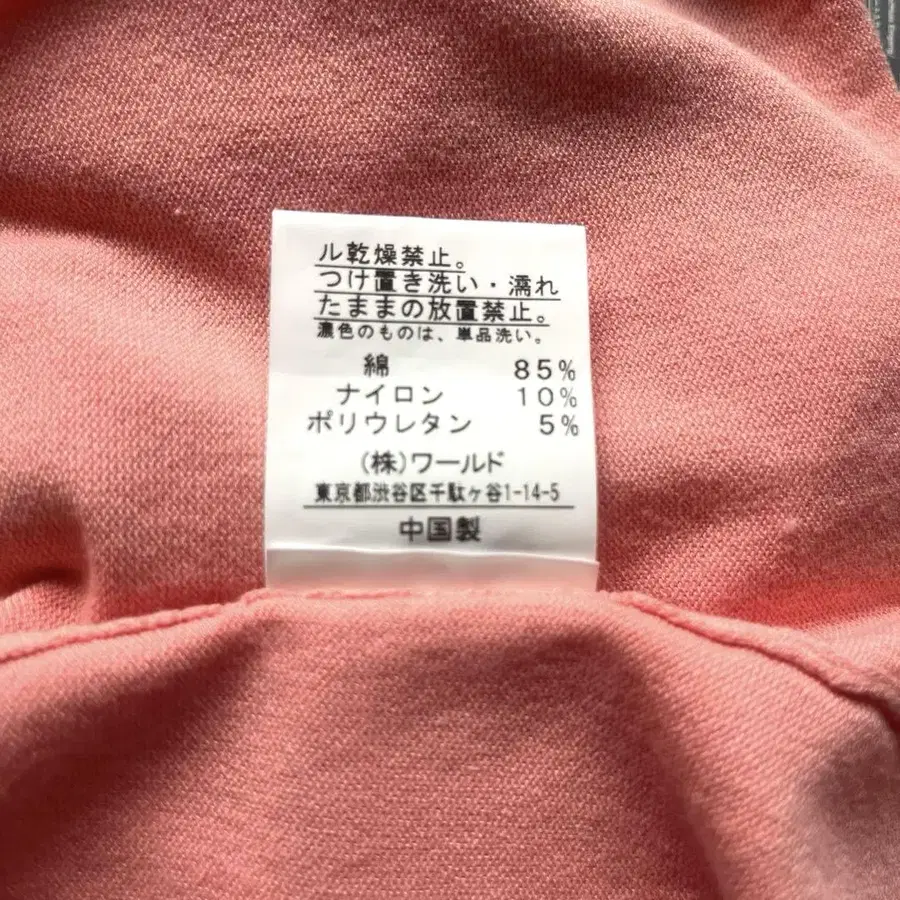 ル乾燥禁止。
つけ置き洗い・濡れ
たままの放置禁止。
濃色のものは、単品洗い。
綿 85%
ナイロン 10%
ポリウレタン 5%
(株)ワールド
東京都渋谷区千駄ヶ谷1-14-5
中国製